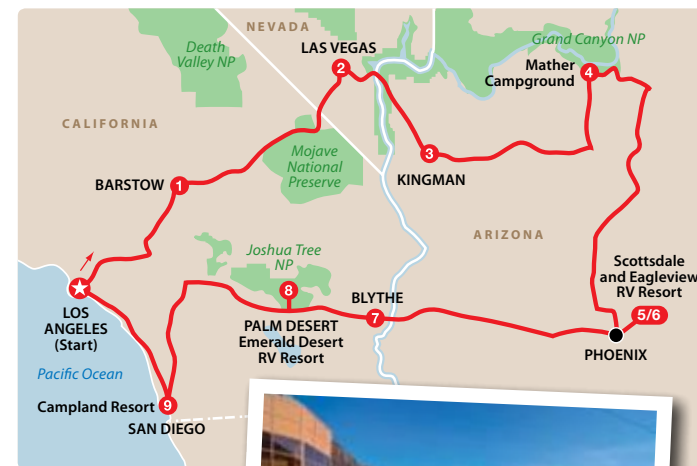 NEVADA
Death
Valley NP
LAS VEGAS
2
Grand Canyon NP
Mather
Campground
4
CALIFORNIA
Mojave
National
Preserve
3
KINGMAN
BARSTOW
1
ARIZONA
Joshua Tree
NP
8
Scottsdale
and Eagleview
RV Resort
5/6
LOS
ANGELES
(Start)
PALM DESERT
Emerald Desert
RV Resort
BLYTHE
7
PHOENIX
Pacific Ocean
Campland Resort
9
SAN DIEGO